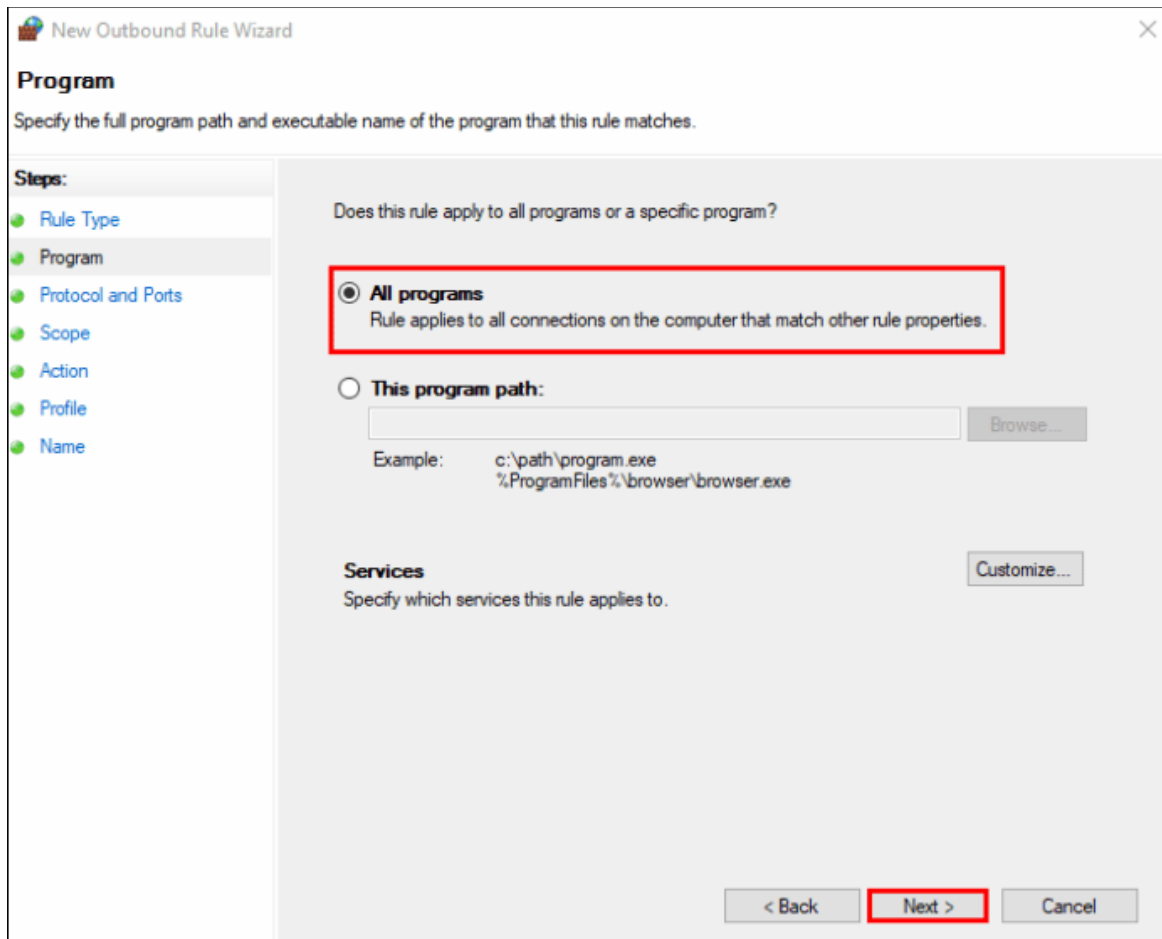 New Outbound Rule Wizard
Program
Specify the full program path and executable name of the program that this rule matches.
Steps:
Rule Type
Program
Protocol and Ports
Scope
Action
Profile
Name
Does this rule apply to all programs or a specific program?
All programs
Rule applies to all connections on the computer that match other rule properties.
This program path:
Browse...
Example: c:\path\program.exe
%ProgramFiles%\browser\browser.exe
Services
Customize...
Specify which services this rule applies to.
< Back Next > Cancel